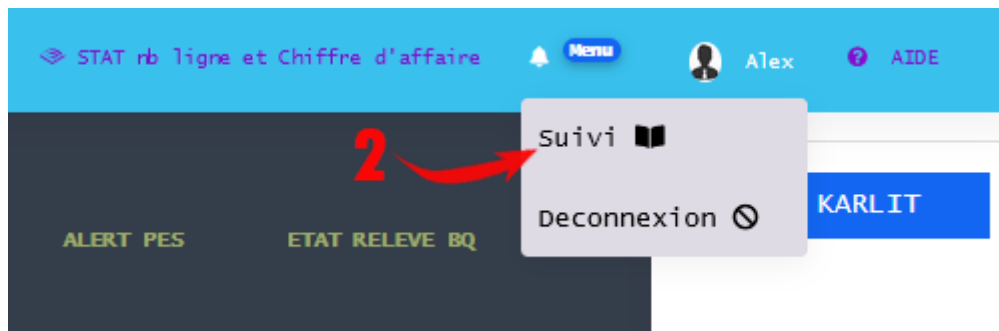 STAT nb ligne et Chiffre d'affaire Menu Alex AIDE
Suivi
2
Deconnexion
KARLIT
ALERT PES ETAT RELEVE BQ